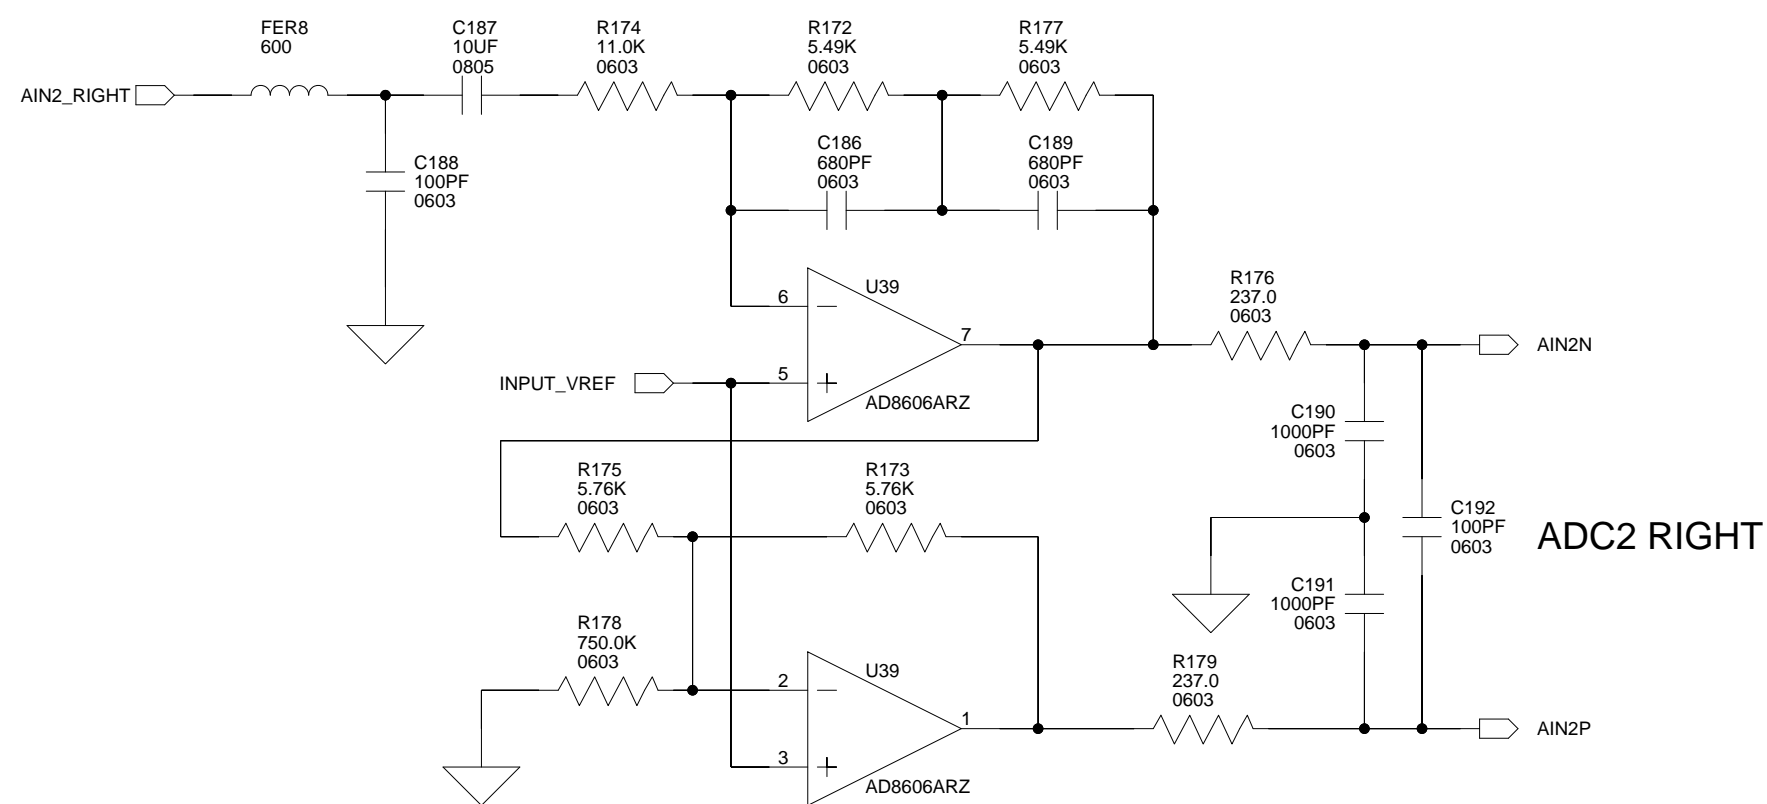 FER8
600
C187
10UF
0805
R174
11.0K
0603
R172
5.49K
0603
R177
5.49K
0603
AIN2_RIGHT
C188
100PF
0603
C186
680PF
0603
C189
680PF
0603
6
U39
7
5
INPUT_VREF
AD8606ARZ
R176
237.0
0603
AIN2N
C190
1000PF
0603
R175
5.76K
0603
R173
5.76K
0603
C192
100PF
0603
ADC2 RIGHT
C191
1000PF
0603
R178
750.0K
0603
2
U39
1
3
AD8606ARZ
R179
237.0
0603
AIN2P